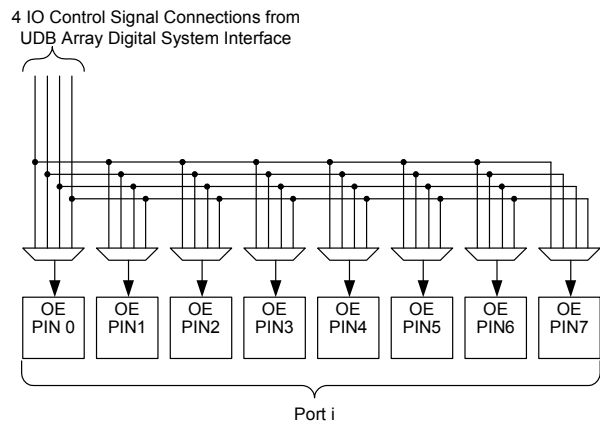 4 IO Control Signal Connections from
UDB Array Digital System Interface
OE
PIN 0
OE
PIN1
OE
PIN2
OE
PIN3
OE
PIN4
OE
PIN5
OE
PIN6
OE
PIN7
Port i